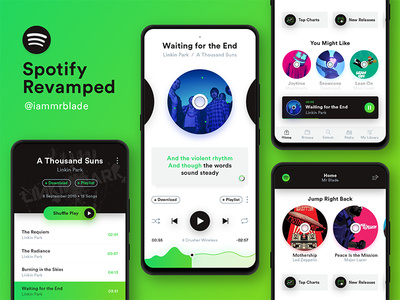 Spotify
Revamped
@iammrblade
A Thousand Suns
Linkin Park
Download
Playlist
8 September 2010 • 15 Songs
Shuffle Play
The Requiem
Linkin Park
The Radiance
Linkin Park
Burning in the Skies
Linkin Park
Waiting for the End
Linkin Park
Waiting for the End
Linkin Park / A Thousand Suns
And the violent rhythm
And though the words
sound steady
Download
Playlist
00:55
-02:57
Top Charts
New Releases
You Might Like
Joytime
Lean On
Waiting for the End
Linkin Park
Home
Browse
Search
Radio
My Library
Home
Mr Blade
Jump Right Back
Mothership
Led Zeppelin
Peace is the Mission
Major Lazer
Top Charts
New Releases